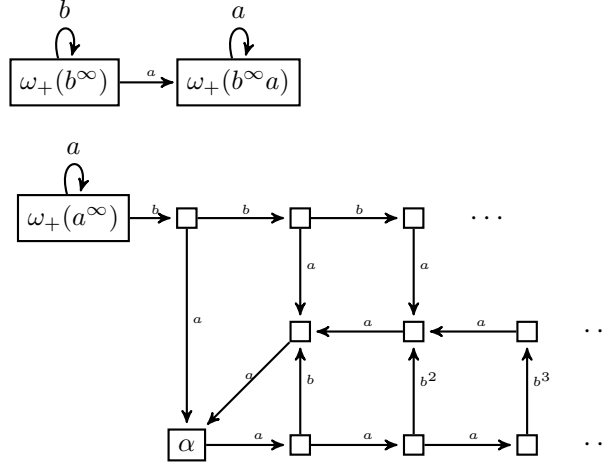 b a
ω₊(b^∞) a ω₊(b^∞ a)
a
ω₊(a^∞) b b b ⋯
a a a
a a ··
a b b² b³
α a a a ··